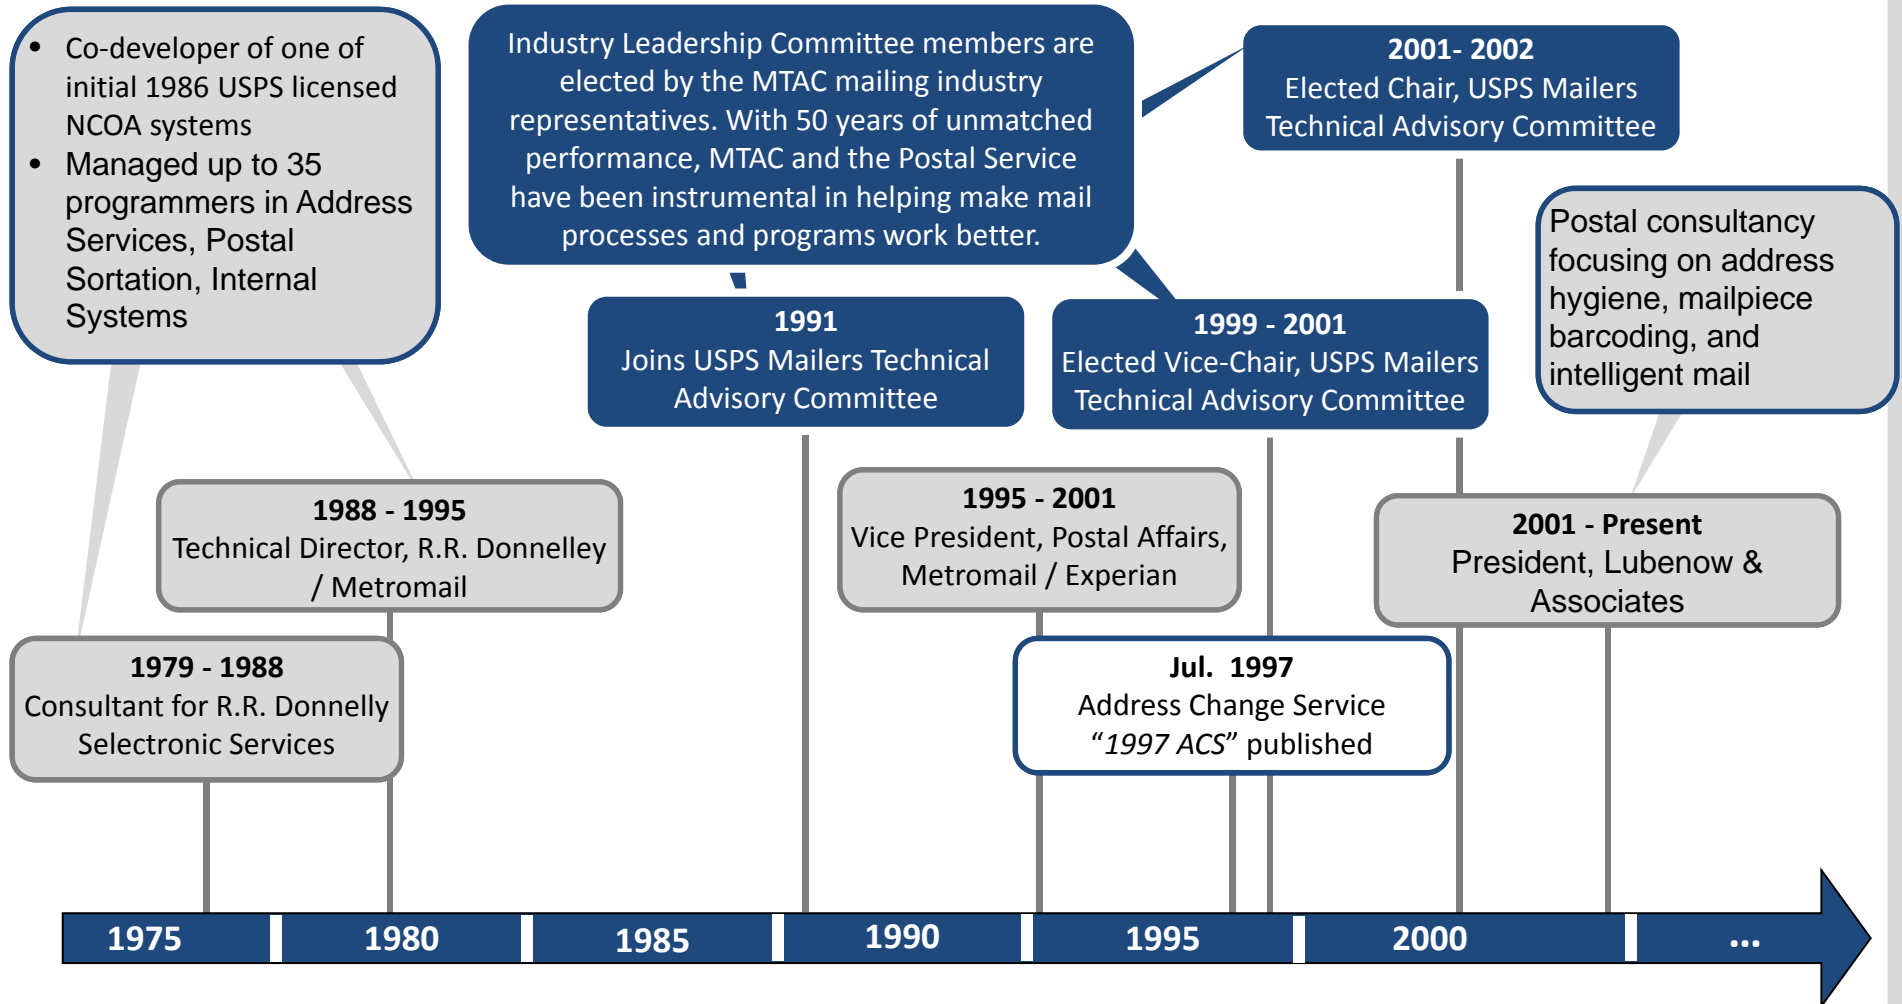 • Co-developer of one of
initial 1986 USPS licensed
NCOA systems
• Managed up to 35
programmers in Address
Services, Postal
Sortation, Internal
Systems
Industry Leadership Committee members are
elected by the MTAC mailing industry
representatives. With 50 years of unmatched
performance, MTAC and the Postal Service
have been instrumental in helping make mail
processes and programs work better.
2001- 2002
Elected Chair, USPS Mailers
Technical Advisory Committee
Postal consultancy
focusing on address
hygiene, mailpiece
barcoding, and
intelligent mail
1991
Joins USPS Mailers Technical
Advisory Committee
1999 - 2001
Elected Vice-Chair, USPS Mailers
Technical Advisory Committee
1988 - 1995
Technical Director, R.R. Donnelley
/ Metromail
1995 - 2001
Vice President, Postal Affairs,
Metromail / Experian
2001 - Present
President, Lubenow &
Associates
1979 - 1988
Consultant for R.R. Donnelly
Selectronic Services
Jul. 1997
Address Change Service
“1997 ACS” published
1975
1980
1985
1990
1995
2000
...